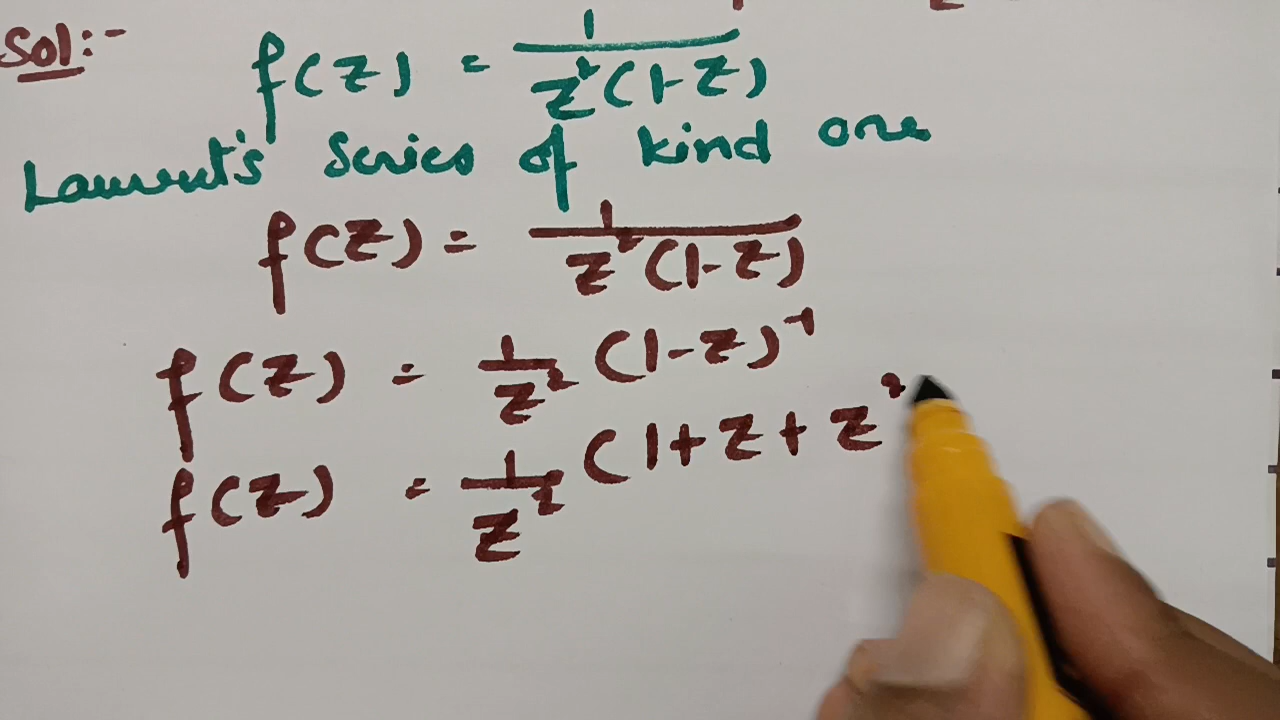 Sol:-
f(z) = 1/z²(1-z)
Laurent's Series of kind one
f(z) = 1/z²(1-z)
f(z) = 1/z² (1-z)⁻¹
f(z) = 1/z² (1+z+z²